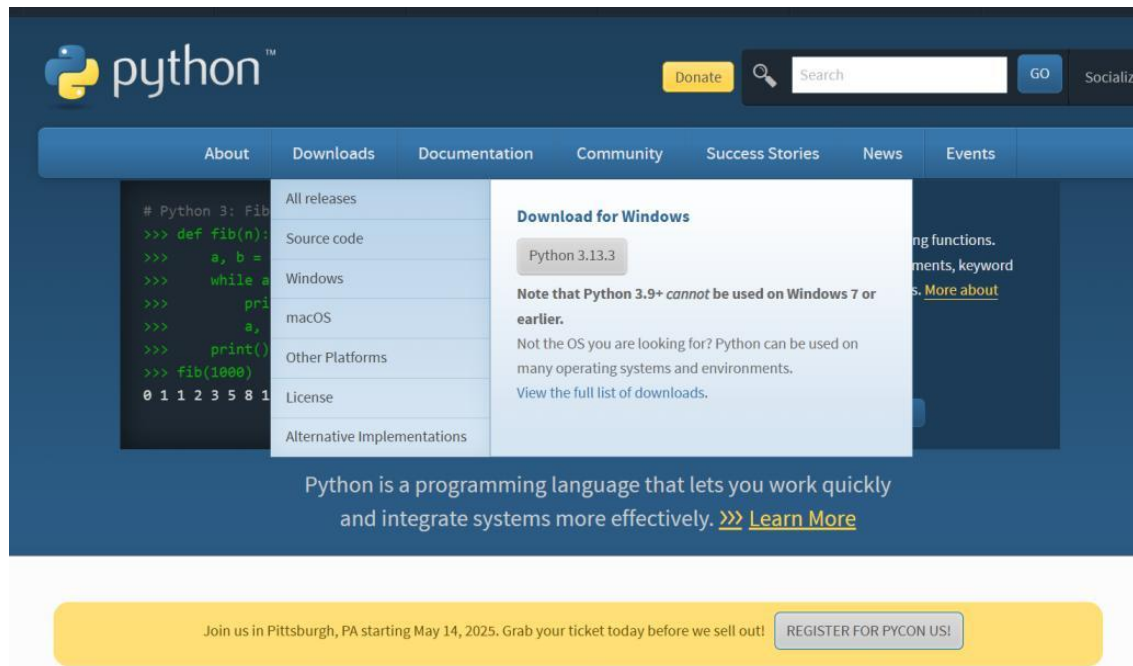 python™
Donate
Search
GO
Socializ
About
Downloads
Documentation
Community
Success Stories
News
Events
# Python 3: Fib
>>> def fib(n):
>>> a, b =
>>> while a
>>> pri
>>> a,
>>> print()
>>> fib(1000)
0 1 1 2 3 5 8 1
All releases
Source code
Windows
macOS
Other Platforms
License
Alternative Implementations
Download for Windows
Python 3.13.3
Note that Python 3.9+ cannot be used on Windows 7 or
earlier.
Not the OS you are looking for? Python can be used on
many operating systems and environments.
View the full list of downloads.
ng functions.
ments, keyword
s. More about
Python is a programming language that lets you work quickly
and integrate systems more effectively. >>> Learn More
Join us in Pittsburgh, PA starting May 14, 2025. Grab your ticket today before we sell out!
REGISTER FOR PYCON US!